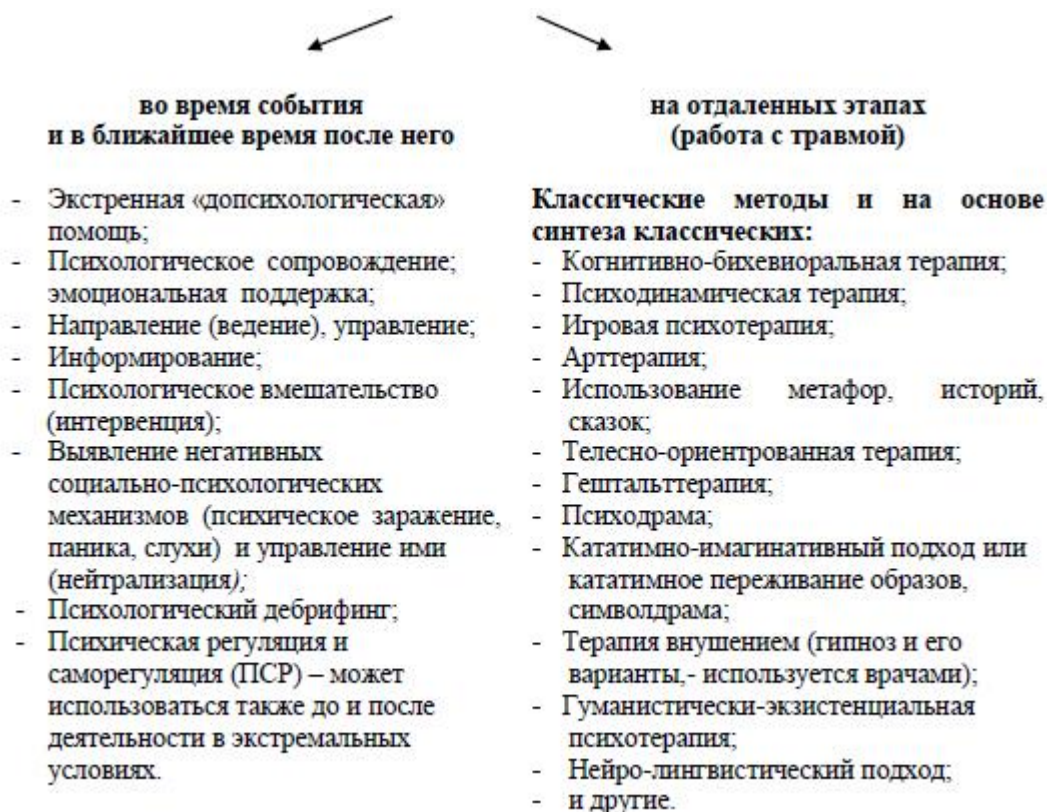 во время события
и в ближайшее время после него
- Экстренная «допсихологическая»
помощь;
- Психологическое сопровождение;
эмоциональная поддержка;
- Направление (ведение), управление;
- Информирование;
- Психологическое вмешательство
(интервенция);
- Выявление негативных
социально-психологических
механизмов (психическое заражение,
паника, слухи) и управление ими
(нейтрализация);
- Психологический дебрифинг;
- Психическая регуляция и
саморегуляция (ПСР) – может
использоваться также до и после
деятельности в экстремальных
условиях.
на отдаленных этапах
(работа с травмой)
Классические методы и на основе
синтеза классических:
- Когнитивно-бихевиоральная терапия;
- Психодинамическая терапия;
- Игровая психотерапия;
- Арттерапия;
- Использование метафор, историй,
сказок;
- Телесно-ориентрованная терапия;
- Гештальттерапия;
- Психодрама;
- Кататимно-имагинативный подход или
кататимное переживание образов,
символдрама;
- Терапия внушением (гипноз и его
варианты,- используется врачами);
- Гуманистически-экзистенциальная
психотерапия;
- Нейро-лингвистический подход;
- и другие.